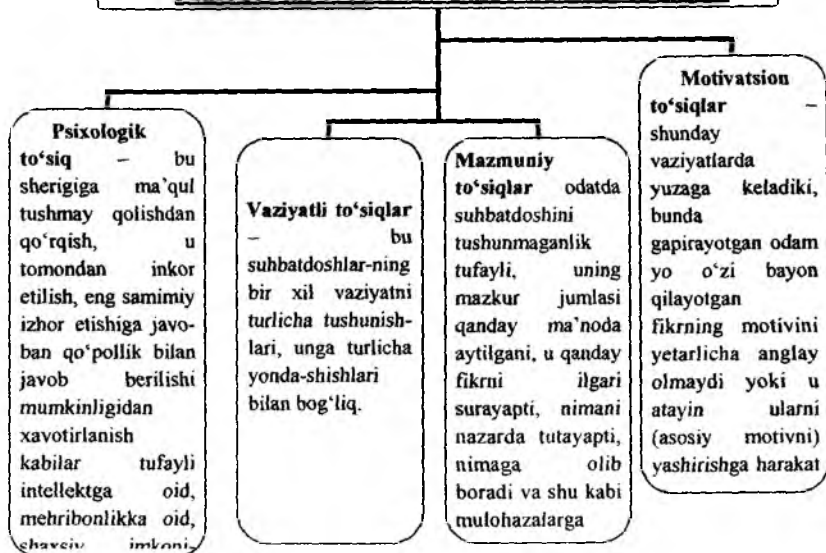 Psixologik
to‘siq – bu
sherigiga ma’qul
tushmay qolishdan
qo‘rqish, u
tomondan inkor
etilish, eng samimiy
izhor etishiga javo-
ban qo‘pollik bilan
javob berilishi
mumkinligidan
xavotirlanish
kabilar tufayli
intellektga oid,
mehribonlikka oid,
shaxsiy imkoni-
Vaziyatli to‘siqlar
– bu
suhbatdoshlar-ning
bir xil vaziyatni
turlicha tushunish-
lari, unga turlicha
yonda-shishlari
bilan bog‘liq.
Mazmuniy
to‘siqlar odatda
suhbatdoshini
tushunmaganlik
tufayli, uning
mazkur jumlasi
qanday ma’noda
aytilgani, u qanday
fikrni ilgari
surayapti, nimani
nazarda tutayapti,
nimaga olib
boradi va shu kabi
mulohazalarga
Motivatsion
to‘siqlar –
shunday
vaziyatlarda
yuzaga keladiki,
bunda
gapirayotgan odam
yo o‘zi bayon
qilayotgan
fikrning motivini
yetarlicha anglay
olmaydi yoki u
atayin ularni
(asosiy motivni)
yashirishga harakat